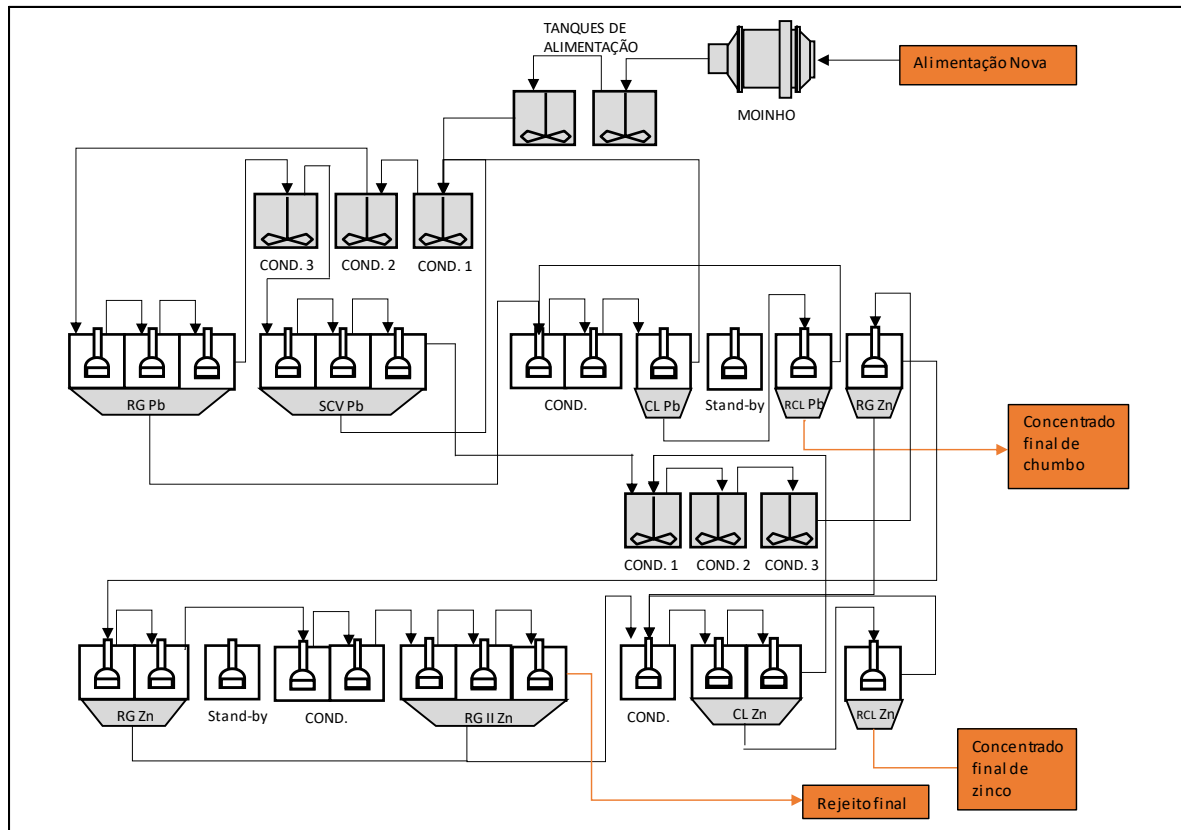 TANQUES DE
ALIMENTAÇÃO
Alimentação Nova
MOINHO
COND. 3
COND. 2
COND. 1
RG Pb
SCV Pb
COND.
CL Pb
Stand-by
RCL Pb
RG Zn
Concentrado
final de
chumbo
COND. 1
COND. 2
COND. 3
RG Zn
Stand-by
COND.
RG II Zn
COND.
CL Zn
RCL Zn
Concentrado
final de
zinco
Rejeito final